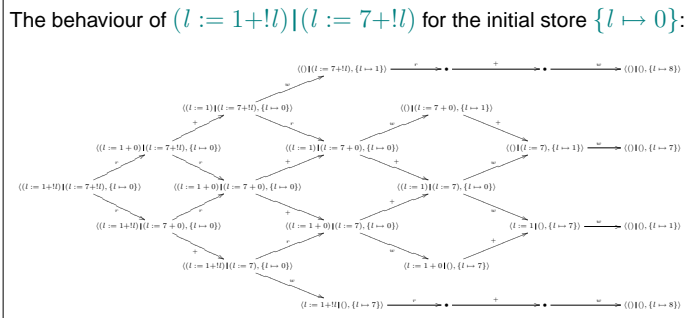 The behaviour of (l := 1+!l)|(l := 7+!l) for the initial store {l ↦ 0}:
⟨()|(l := 7+!l), {l ↦ 1}⟩ r • + • w ⟨()|(), {l ↦ 8}⟩
w
⟨(l := 1)|(l := 7+!l), {l ↦ 0}⟩ ⟨()|(l := 7 + 0), {l ↦ 1}⟩
+ r w +
⟨(l := 1 + 0)|(l := 7+!l), {l ↦ 0}⟩ ⟨(l := 1)|(l := 7 + 0), {l ↦ 0}⟩ ⟨()|(l := 7), {l ↦ 1}⟩ w ⟨()|(), {l ↦ 7}⟩
r r + + w
⟨(l := 1+!l)|(l := 7+!l), {l ↦ 0}⟩ ⟨(l := 1 + 0)|(l := 7 + 0), {l ↦ 0}⟩ ⟨(l := 1)|(l := 7), {l ↦ 0}⟩
r r + + w
⟨(l := 1+!l)|(l := 7 + 0), {l ↦ 0}⟩ ⟨(l := 1 + 0)|(l := 7), {l ↦ 0}⟩ ⟨l := 1|(), {l ↦ 7}⟩ w ⟨()|(), {l ↦ 1}⟩
+ r w +
⟨(l := 1+!l)|(l := 7), {l ↦ 0}⟩ ⟨l := 1 + 0|(), {l ↦ 7}⟩
w
⟨l := 1+!l|(), {l ↦ 7}⟩ r • + • w ⟨()|(), {l ↦ 8}⟩